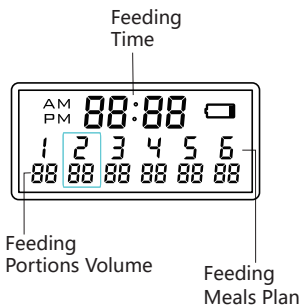 Feeding
Time
AM
PM
88:88
1 2 3 4 5 6
88 88 88 88 88 88
Feeding
Portions Volume
Feeding
Meals Plan